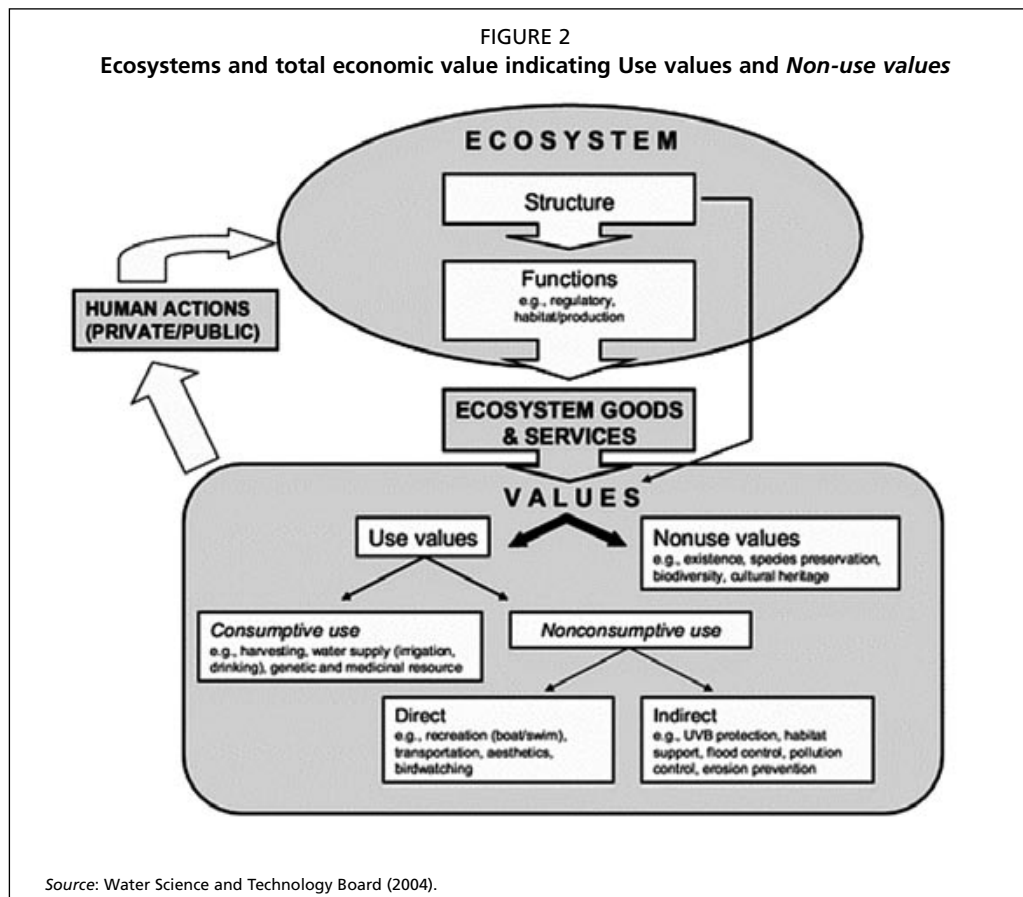 FIGURE 2
Ecosystems and total economic value indicating Use values and Non-use values
ECOSYSTEM
Structure
Functions
e.g., regulatory,
habitat/production
HUMAN ACTIONS
(PRIVATE/PUBLIC)
ECOSYSTEM GOODS
& SERVICES
VALUES
Use values
Nonuse values
e.g., existence, species preservation,
biodiversity, cultural heritage
Consumptive use
e.g., harvesting, water supply (irrigation,
drinking), genetic and medicinal resource
Nonconsumptive use
Direct
e.g., recreation (boat/swim),
transportation, aesthetics,
birdwatching
Indirect
e.g., UVB protection, habitat
support, flood control, pollution
control, erosion prevention
Source: Water Science and Technology Board (2004).